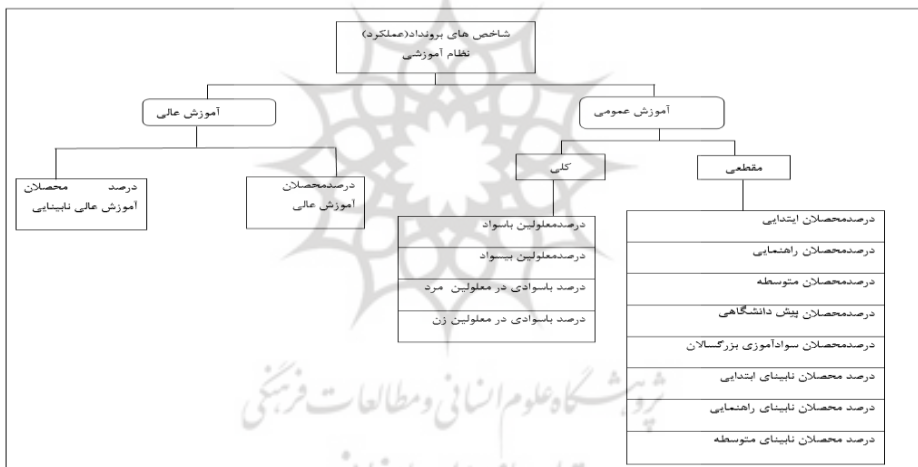 شاخص های برونداد(عملکرد)
نظام آموزشی
آموزش عمومی
آموزش عالی
مقطعی
کلی
درصدمحصلان
آموزش عالی
درصد محصلان
آموزش عالی نابینایی
درصدمحصلان ابتدایی
درصدمحصلان راهنمایی
درصدمحصلان متوسطه
درصدمحصلان پیش دانشگاهی
درصدمحصلان سوادآموزی بزرگسالان
درصد محصلان نابینای ابتدایی
درصد محصلان نابینای راهنمایی
درصد محصلان نابینای متوسطه
درصدمعلولین باسواد
درصدمعلولین بیسواد
درصد باسوادی در معلولین مرد
درصد باسوادی در معلولین زن
پژوهشگاه علوم انسانی و مطالعات فرهنگی